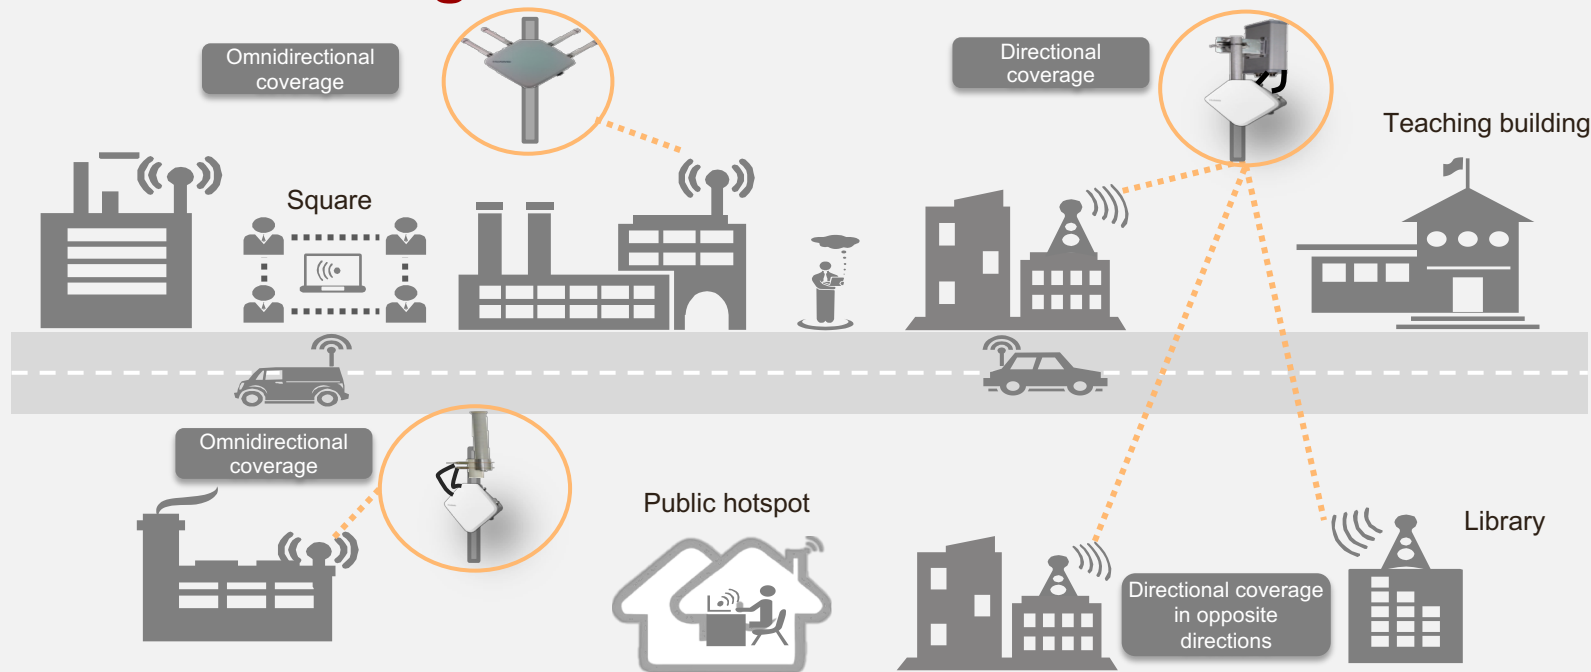 Omnidirectional
coverage
Directional
coverage
Teaching building
Square
Omnidirectional
coverage
Public hotspot
Library
Directional coverage
in opposite
directions